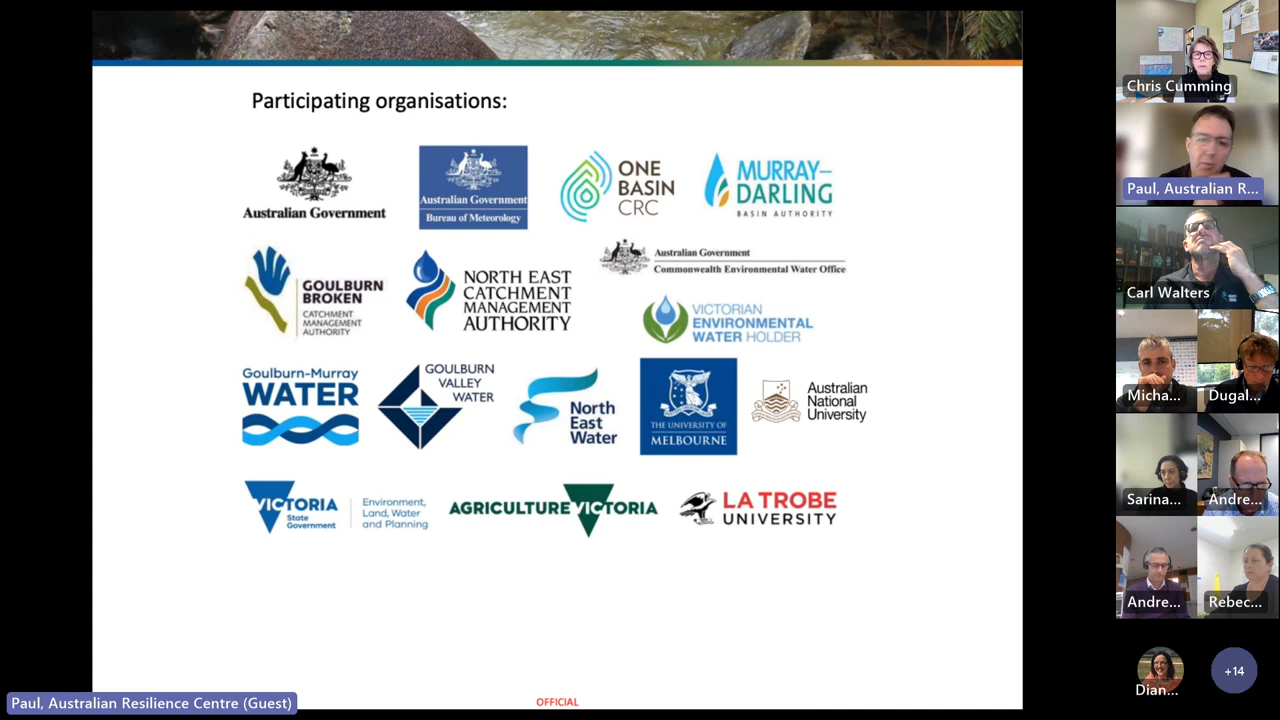 Participating organisations:
Australian Government
Australian Government
Bureau of Meteorology
ONE
BASIN
CRC
MURRAY–
DARLING
BASIN AUTHORITY
GOULBURN
BROKEN
CATCHMENT
MANAGEMENT
AUTHORITY
NORTH EAST
CATCHMENT
MANAGEMENT
AUTHORITY
Australian Government
Commonwealth Environmental Water Office
VICTORIAN
ENVIRONMENTAL
WATER HOLDER
Goulburn-Murray
WATER
GOULBURN
VALLEY
WATER
North
East
Water
THE UNIVERSITY OF
MELBOURNE
Australian
National
University
VICTORIA
State
Government
Environment,
Land, Water
and Planning
AGRICULTURE VICTORIA
LA TROBE
UNIVERSITY
OFFICIAL
Paul, Australian Resilience Centre (Guest)
Chris Cumming
Paul, Australian R...
Carl Walters
Micha...
Dugal...
Sarina...
Andre...
Andre...
Rebec...
Dian...
+14